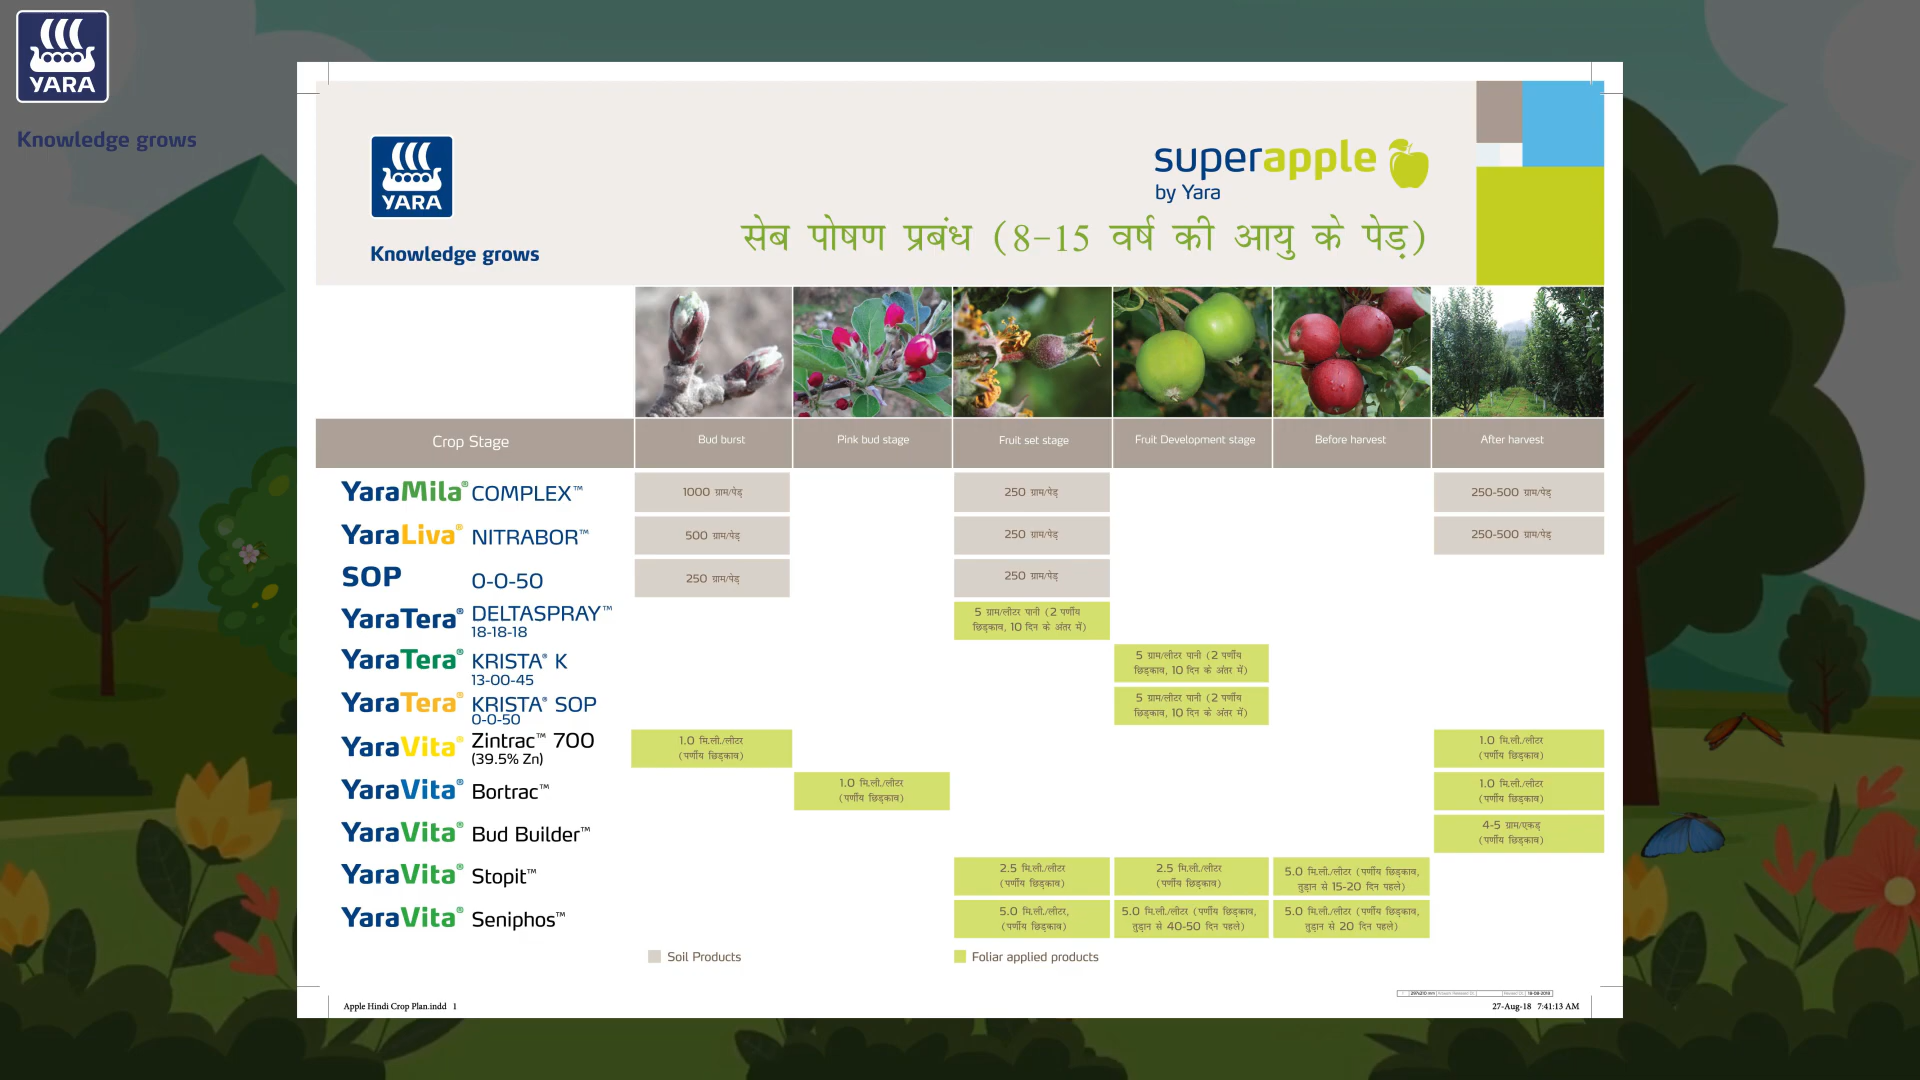 YARA
Knowledge grows
YARA
Knowledge grows
superapple
by Yara
सेब पोषण प्रबंध (8-15 वर्ष की आयु के पेड़)
Crop Stage
Bud burst
Pink bud stage
Fruit set stage
Fruit Development stage
Before harvest
After harvest
YaraMila® COMPLEX™
1000 ग्राम/पेड़
250 ग्राम/पेड़
250-500 ग्राम/पेड़
YaraLiva® NITRABOR™
500 ग्राम/पेड़
250 ग्राम/पेड़
250-500 ग्राम/पेड़
SOP 0-0-50
250 ग्राम/पेड़
250 ग्राम/पेड़
YaraTera® DELTASPRAY™
18-18-18
5 ग्राम/लीटर पानी (2 पर्णीय
छिड़काव, 10 दिन के अंतर में)
YaraTera® KRISTA® K
13-00-45
5 ग्राम/लीटर पानी (2 पर्णीय
छिड़काव, 10 दिन के अंतर में)
YaraTera® KRISTA® SOP
0-0-50
5 ग्राम/लीटर पानी (2 पर्णीय
छिड़काव, 10 दिन के अंतर में)
YaraVita® Zintrac™ 700
(39.5% Zn)
1.0 मि.ली./लीटर
(पर्णीय छिड़काव)
1.0 मि.ली./लीटर
(पर्णीय छिड़काव)
YaraVita® Bortrac™
1.0 मि.ली./लीटर
(पर्णीय छिड़काव)
1.0 मि.ली./लीटर
(पर्णीय छिड़काव)
YaraVita® Bud Builder™
4-5 ग्राम/एकड़
(पर्णीय छिड़काव)
YaraVita® Stopit™
2.5 मि.ली./लीटर
(पर्णीय छिड़काव)
2.5 मि.ली./लीटर
(पर्णीय छिड़काव)
5.0 मि.ली./लीटर (पर्णीय छिड़काव,
तुड़ान से 15-20 दिन पहले)
YaraVita® Seniphos™
5.0 मि.ली./लीटर,
(पर्णीय छिड़काव)
5.0 मि.ली./लीटर (पर्णीय छिड़काव,
तुड़ान से 40-50 दिन पहले)
5.0 मि.ली./लीटर (पर्णीय छिड़काव,
तुड़ान से 20 दिन पहले)
Soil Products
Foliar applied products
Apple Hindi Crop Plan.indd 1
27-Aug-18 7:41:13 AM